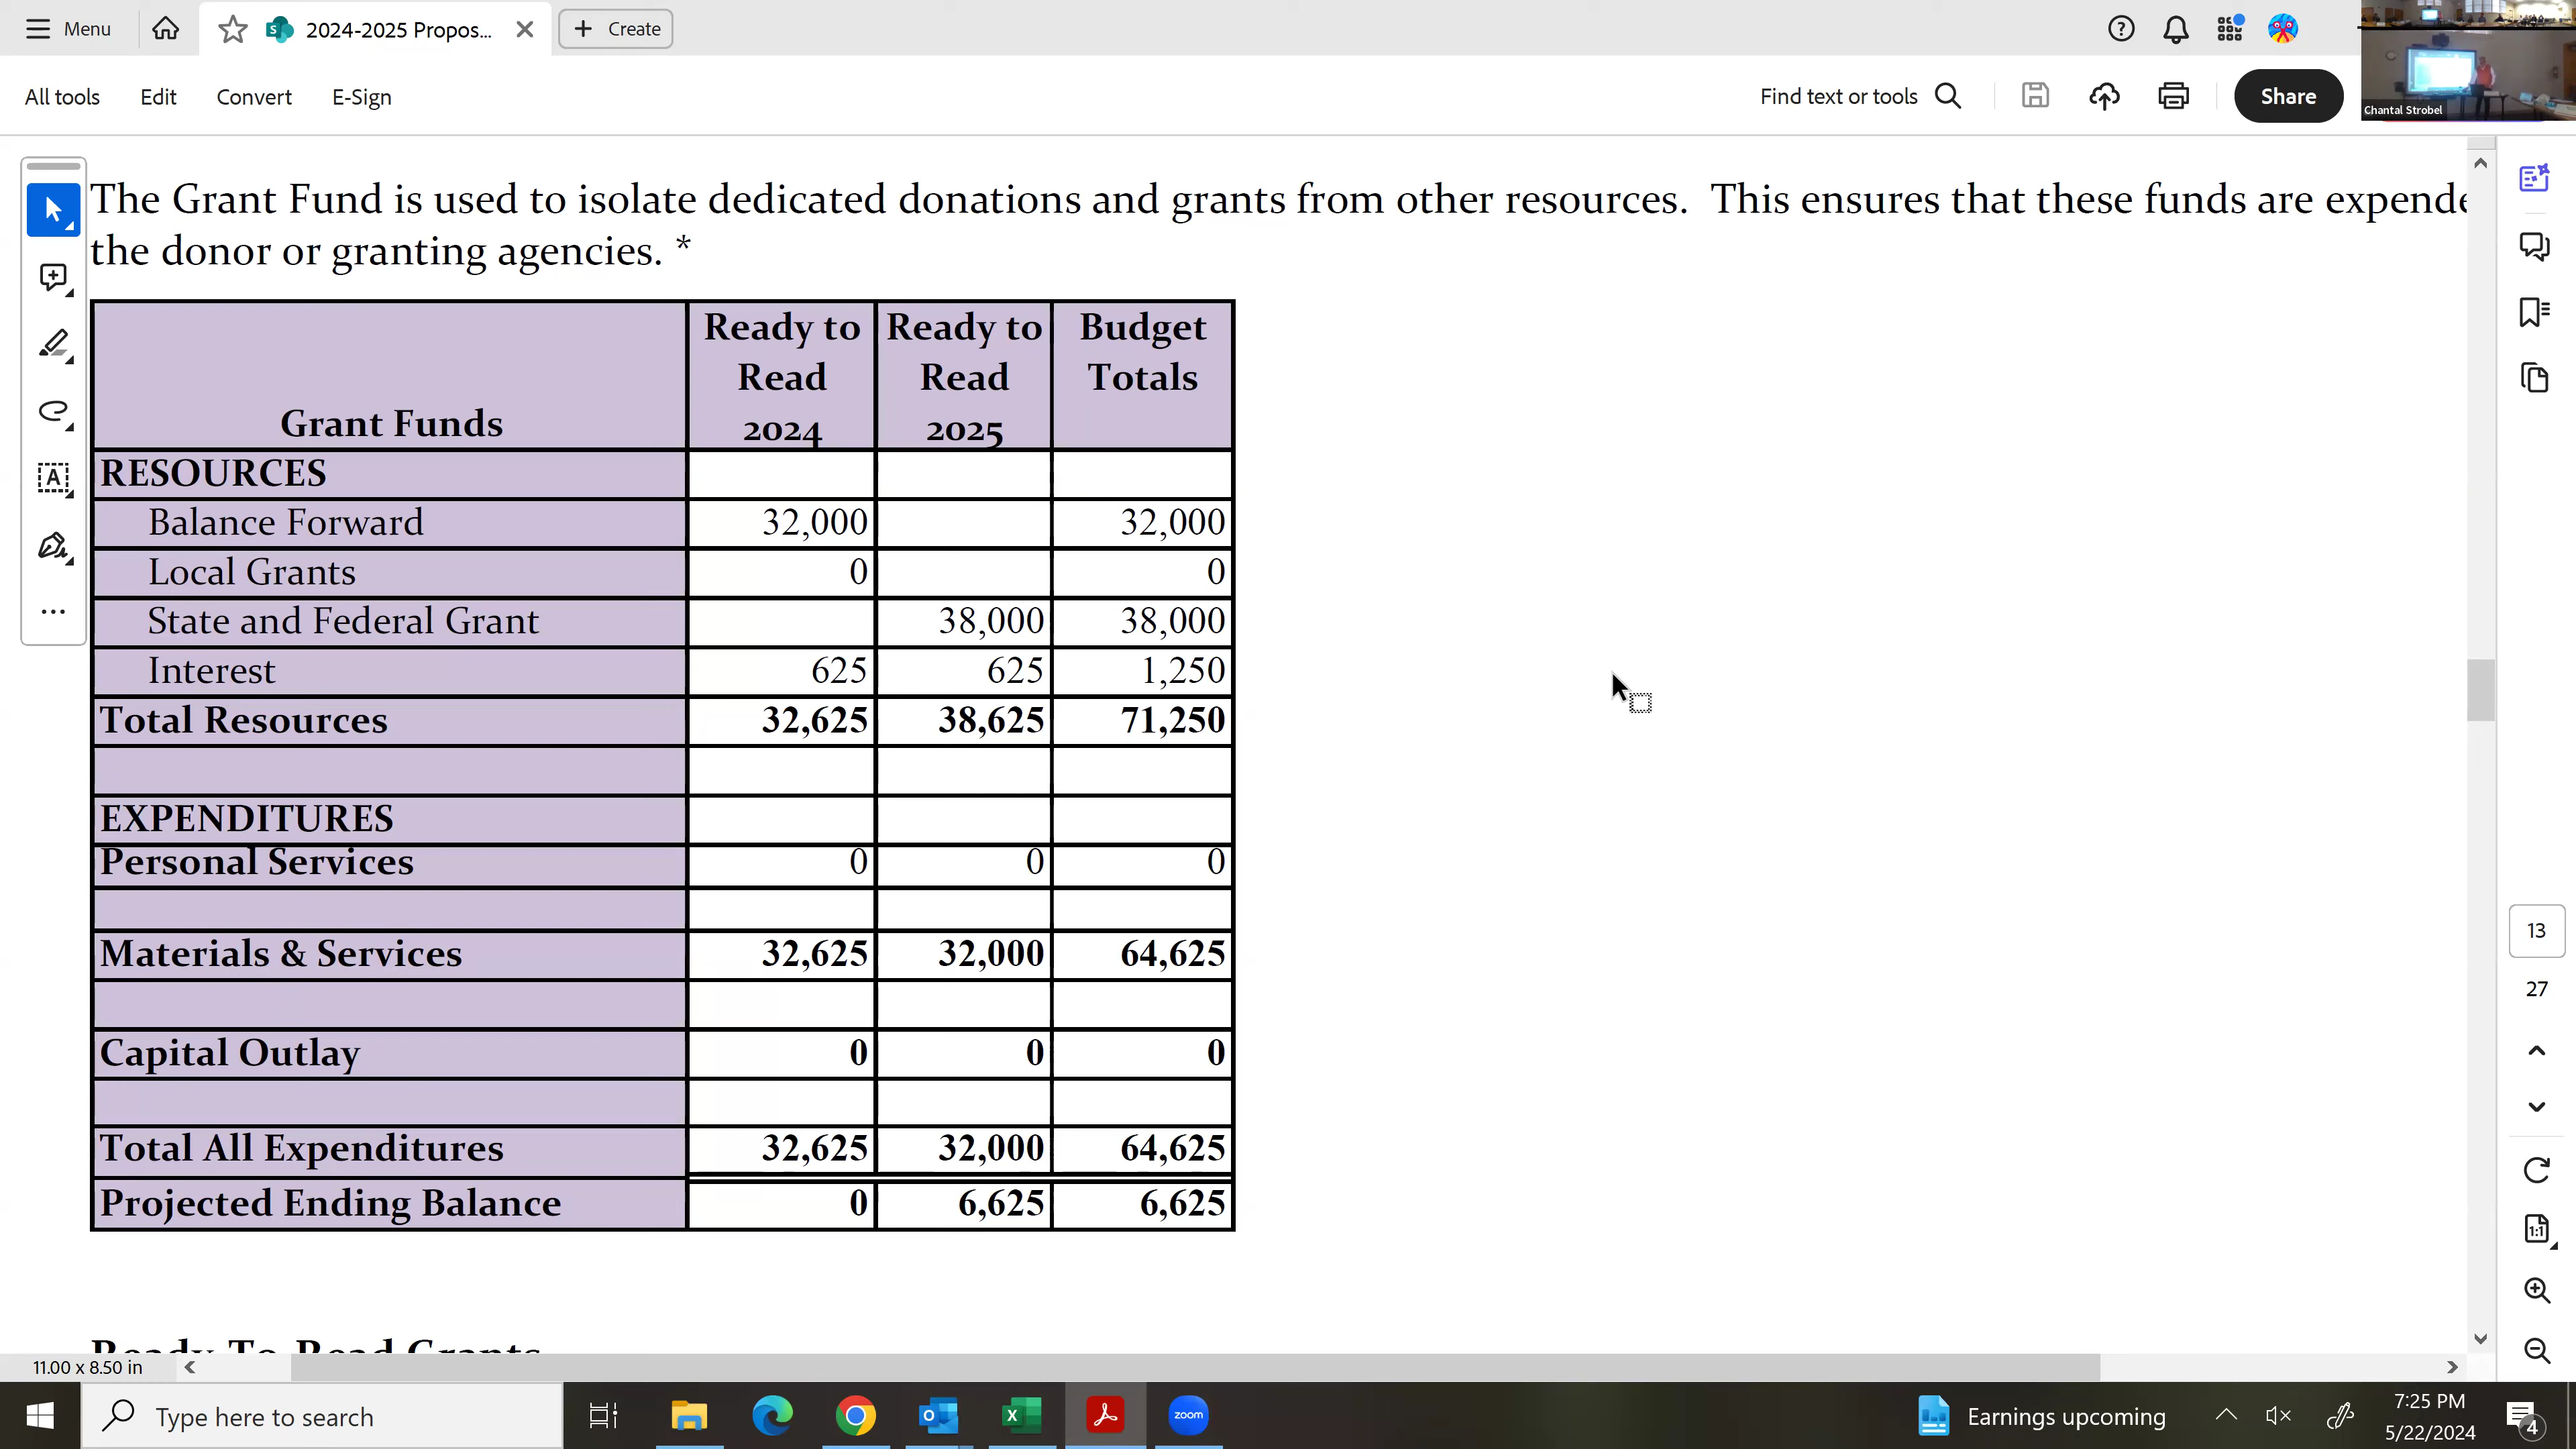 Menu
2024-2025 Propos...
Create
All tools
Edit
Convert
E-Sign
Find text or tools
Share
Chantal Strobel
The Grant Fund is used to isolate dedicated donations and grants from other resources. This ensures that these funds are expende
the donor or granting agencies. *
Grant Funds Ready to Read 2024 Ready to Read 2025 Budget Totals
RESOURCES
Balance Forward 32,000 32,000
Local Grants 0 0
State and Federal Grant 38,000 38,000
Interest 625 625 1,250
Total Resources 32,625 38,625 71,250
EXPENDITURES
Personal Services 0 0 0
Materials & Services 32,625 32,000 64,625
Capital Outlay 0 0 0
Total All Expenditures 32,625 32,000 64,625
Projected Ending Balance 0 6,625 6,625
Ready-To-Read Grants
13
27
11.00 x 8.50 in
Type here to search
zoom
Earnings upcoming
7:25 PM
5/22/2024
4